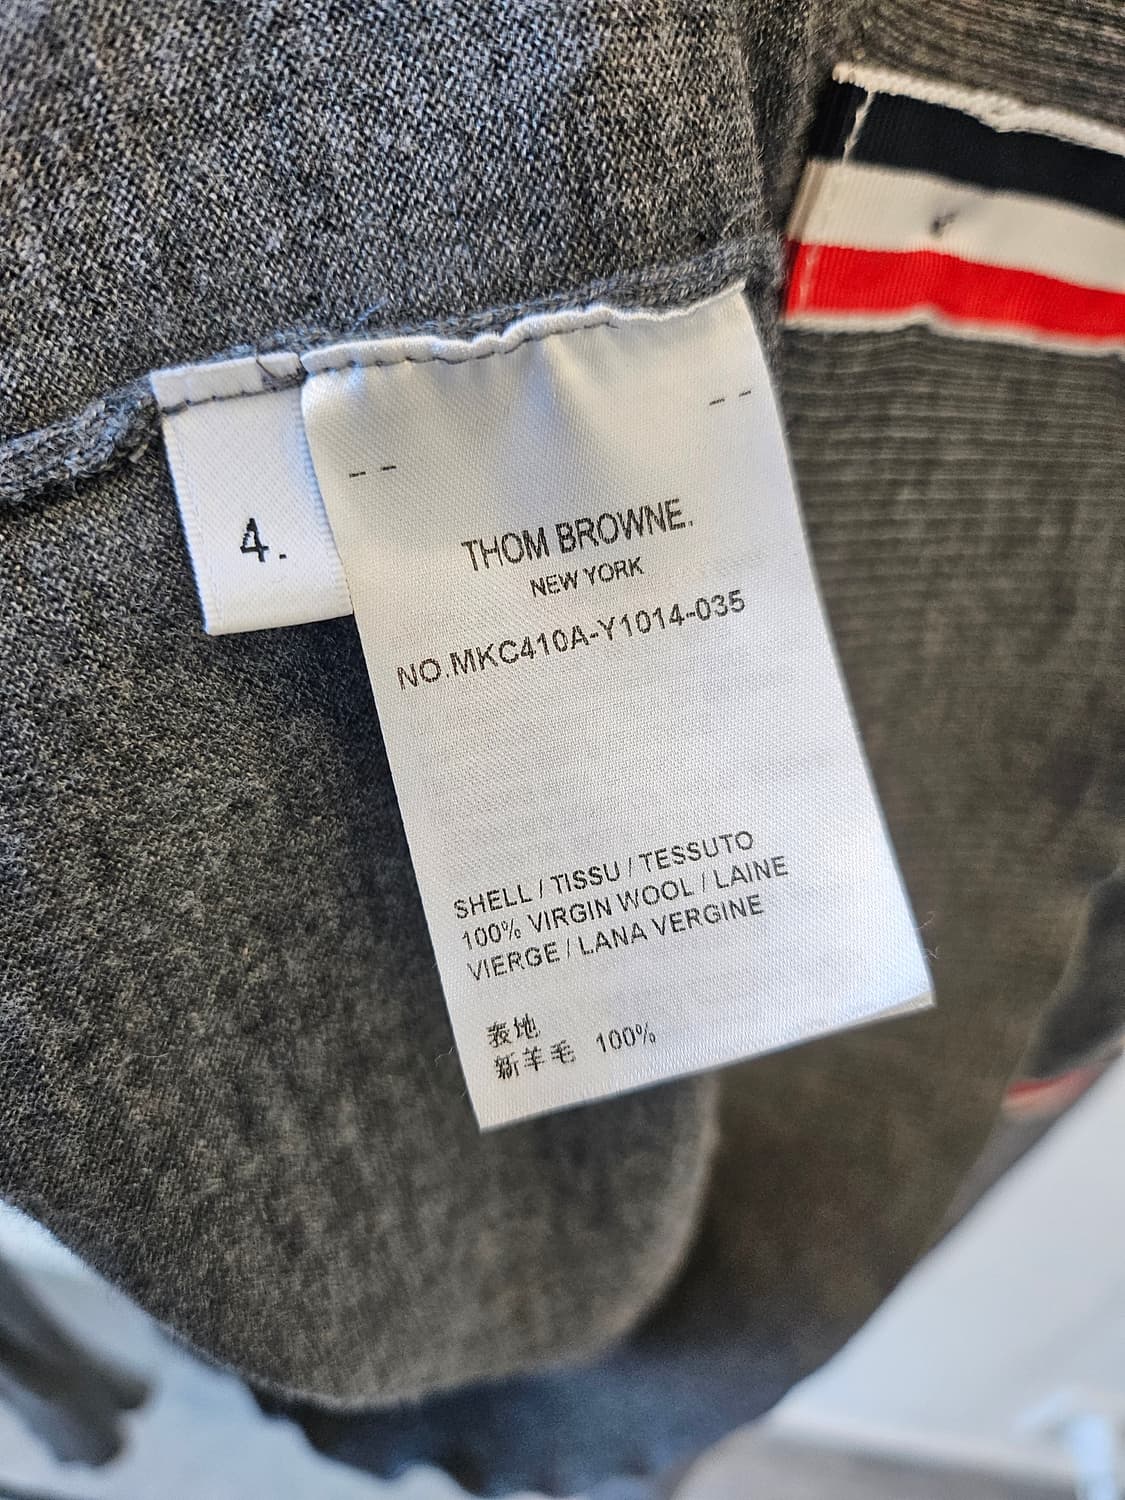 4.
-- --
THOM BROWNE.
NEW YORK
NO.MKC410A-Y1014-035
SHELL / TISSU / TESSUTO
100% VIRGIN WOOL / LAINE
VIERGE / LANA VERGINE
表地
新羊毛 100%